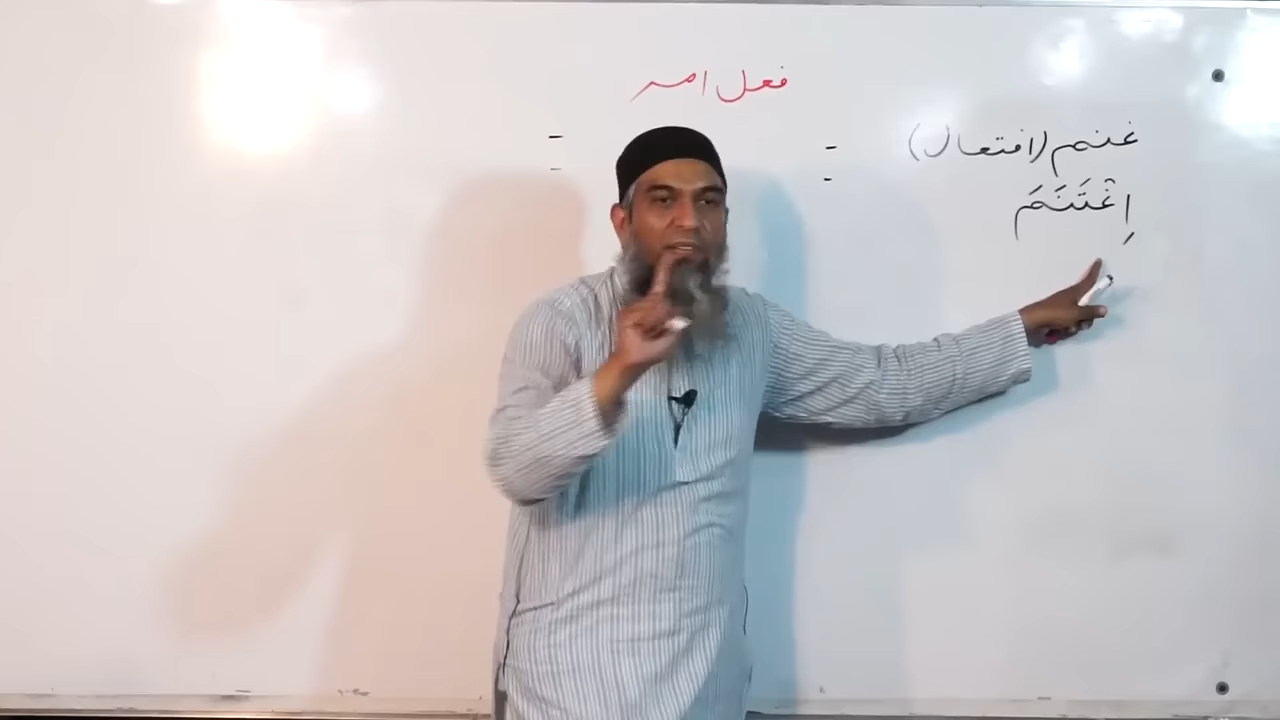 فعل امر
غنم (افتعال)
اِغْتَنَمَ